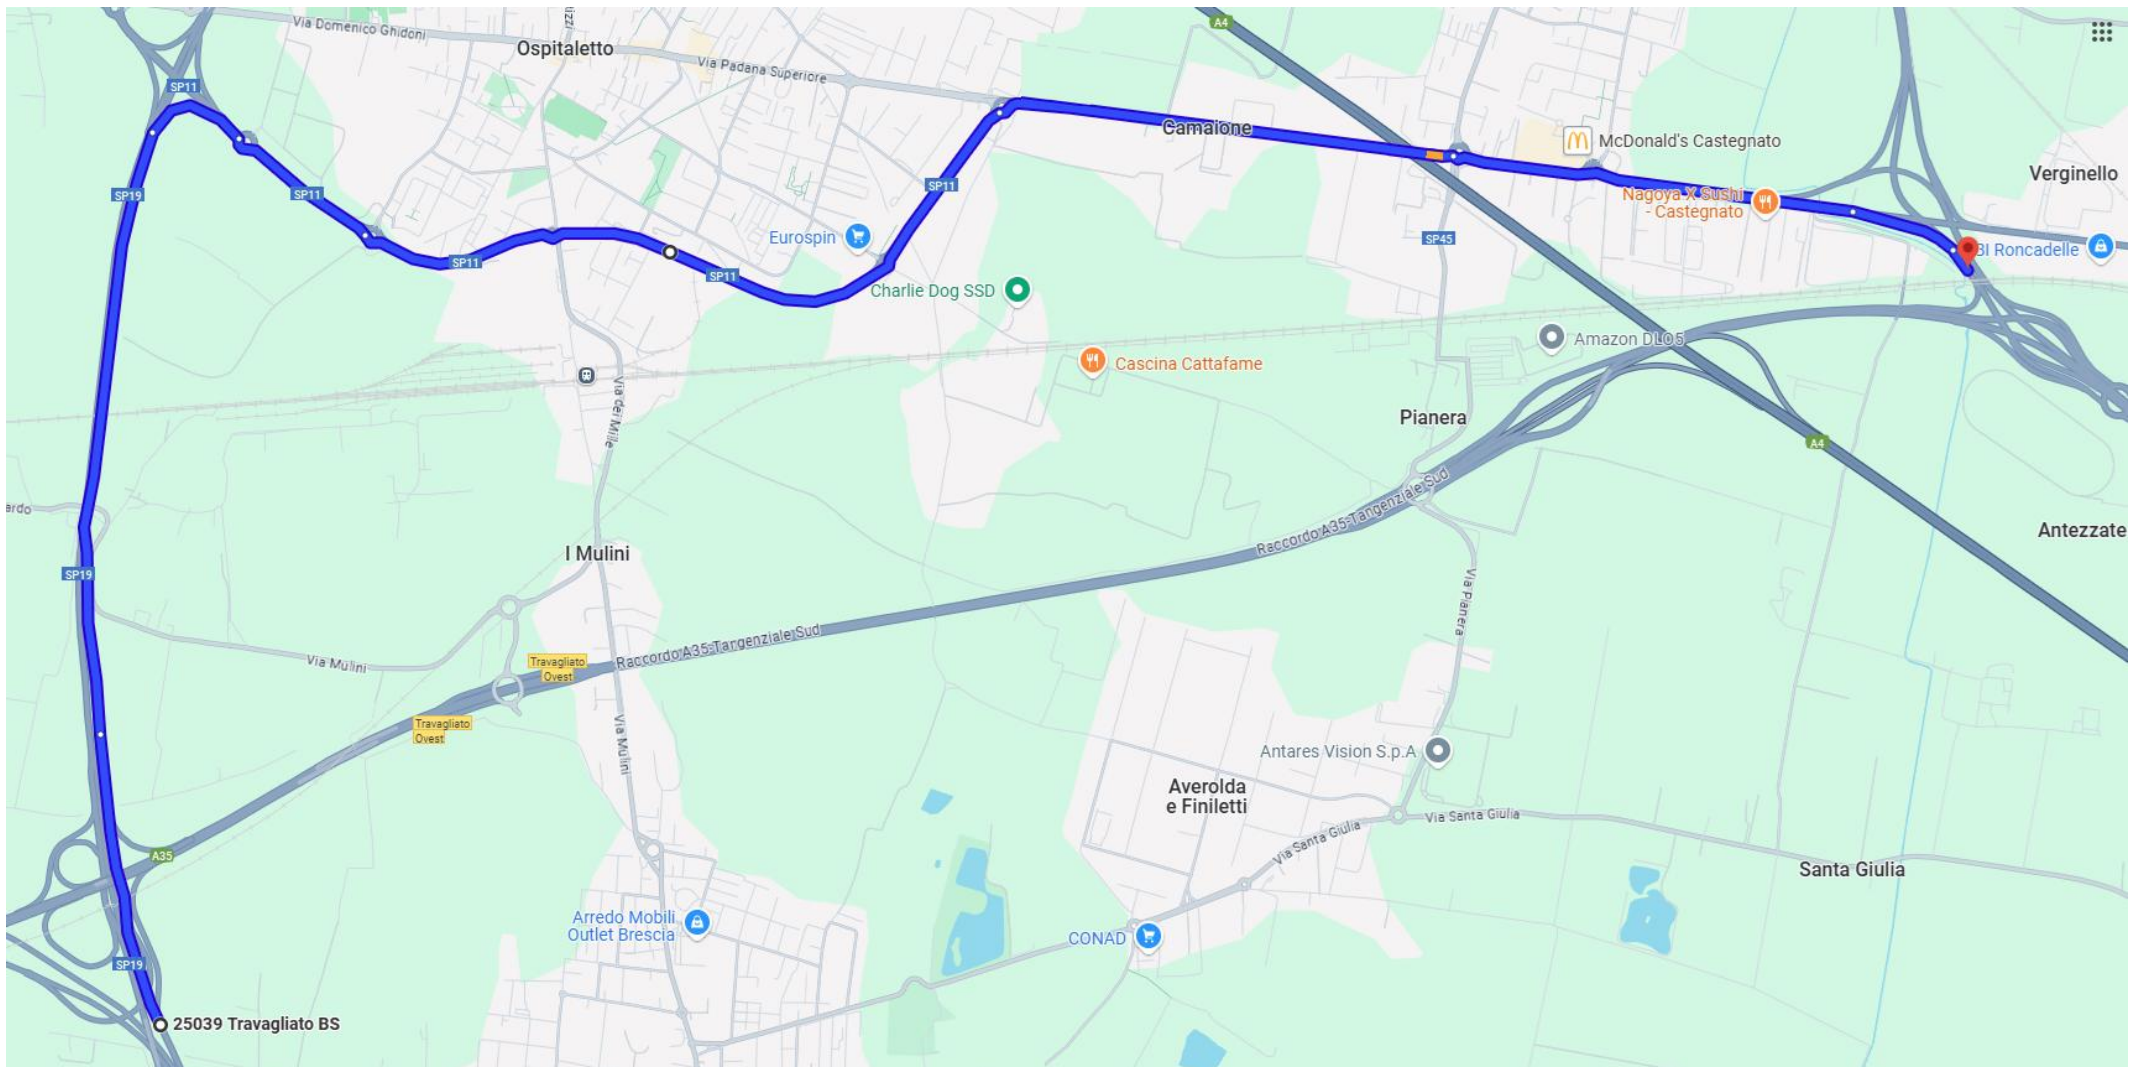 A4
Via Domenico Ghidoni
Ospitaletto
Via Padana Superiore
SP11
Camaione
McDonald's Castegnato
Verginello
SP19
SP11
SP11
Nagoya X Sushi
- Castegnato
Eurospin
SP45
BI Roncadelle
SP11
SP11
Charlie Dog SSD
Amazon DLO5
Cascina Cattafame
Via dei Mille
Pianera
A4
Raccordo A35-Tangenziale Sud
ardo
Antezzate
I Mulini
SP19
Via Pianera
Via Mulini
Travagliato
Ovest
Raccordo A35-Tangenziale Sud
Travagliato
Ovest
Via Mulini
Antares Vision S.p.A
Averolda
e Finiletti
Via Santa Giulia
Via Santa Giulia
A35
Santa Giulia
Arredo Mobili
Outlet Brescia
CONAD
SP19
25039 Travagliato BS